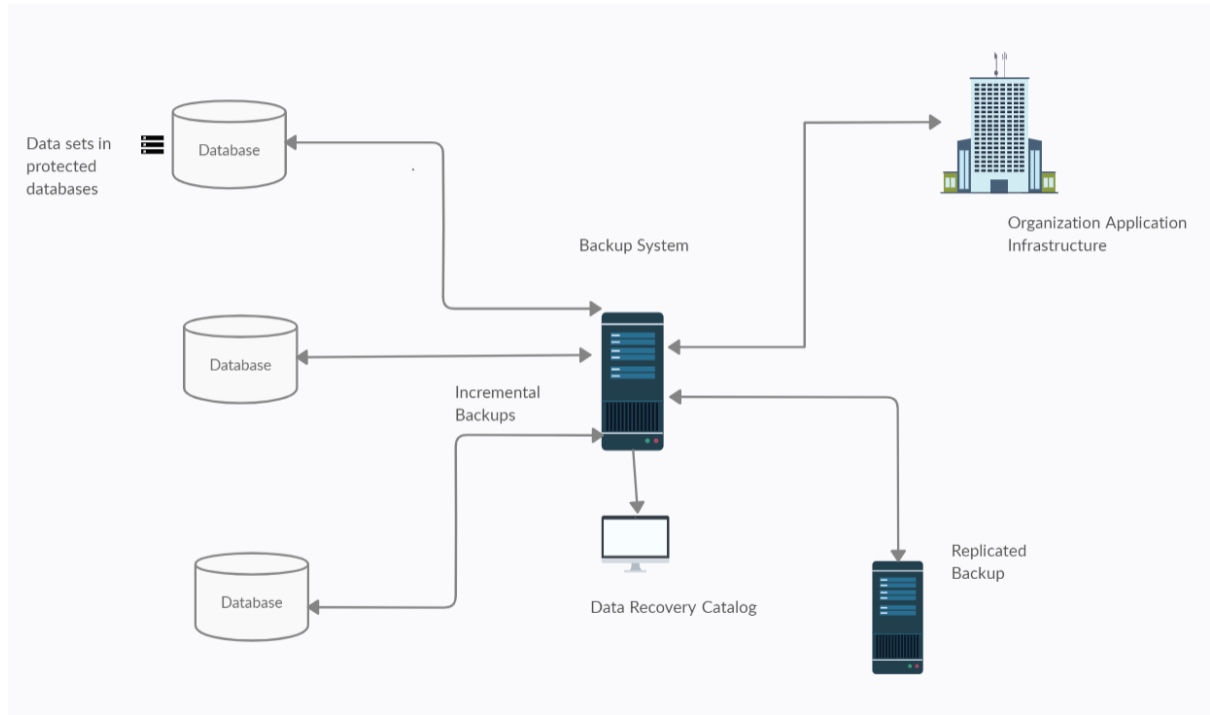 Data sets in
protected
databases
Database
Backup System
Organization Application
Infrastructure
Database
Incremental
Backups
Database
Data Recovery Catalog
Replicated
Backup